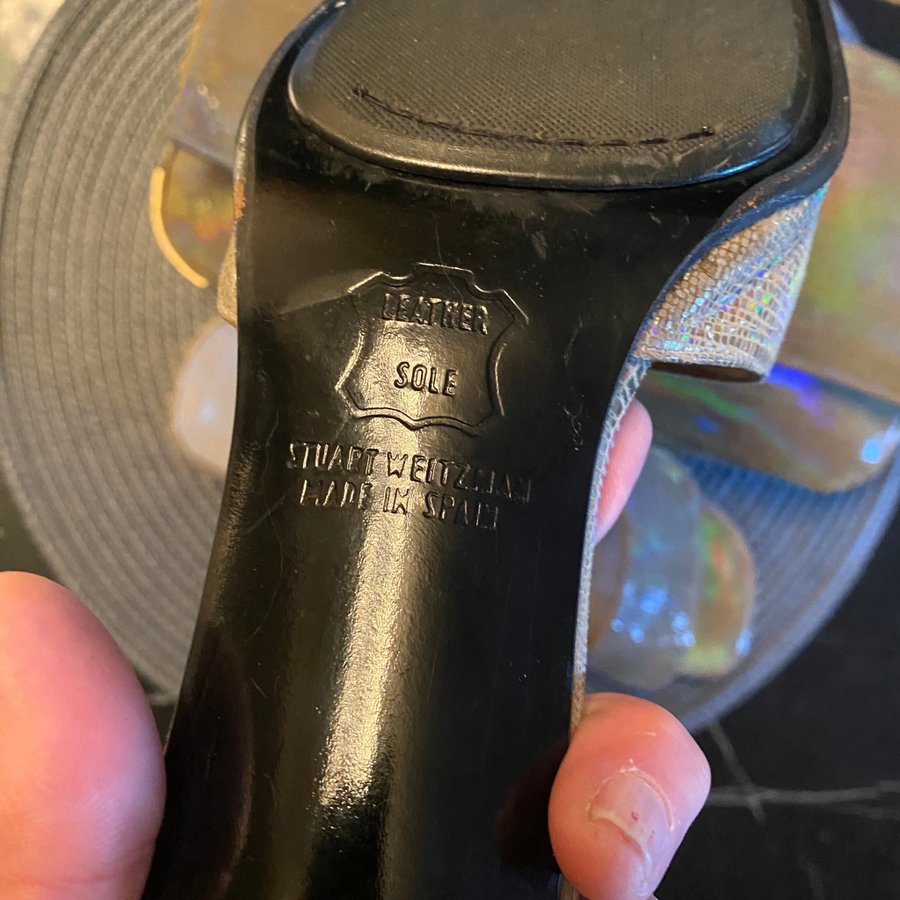 LEATHER
SOLE
STUART WEITZMAN
MADE IN SPAIN